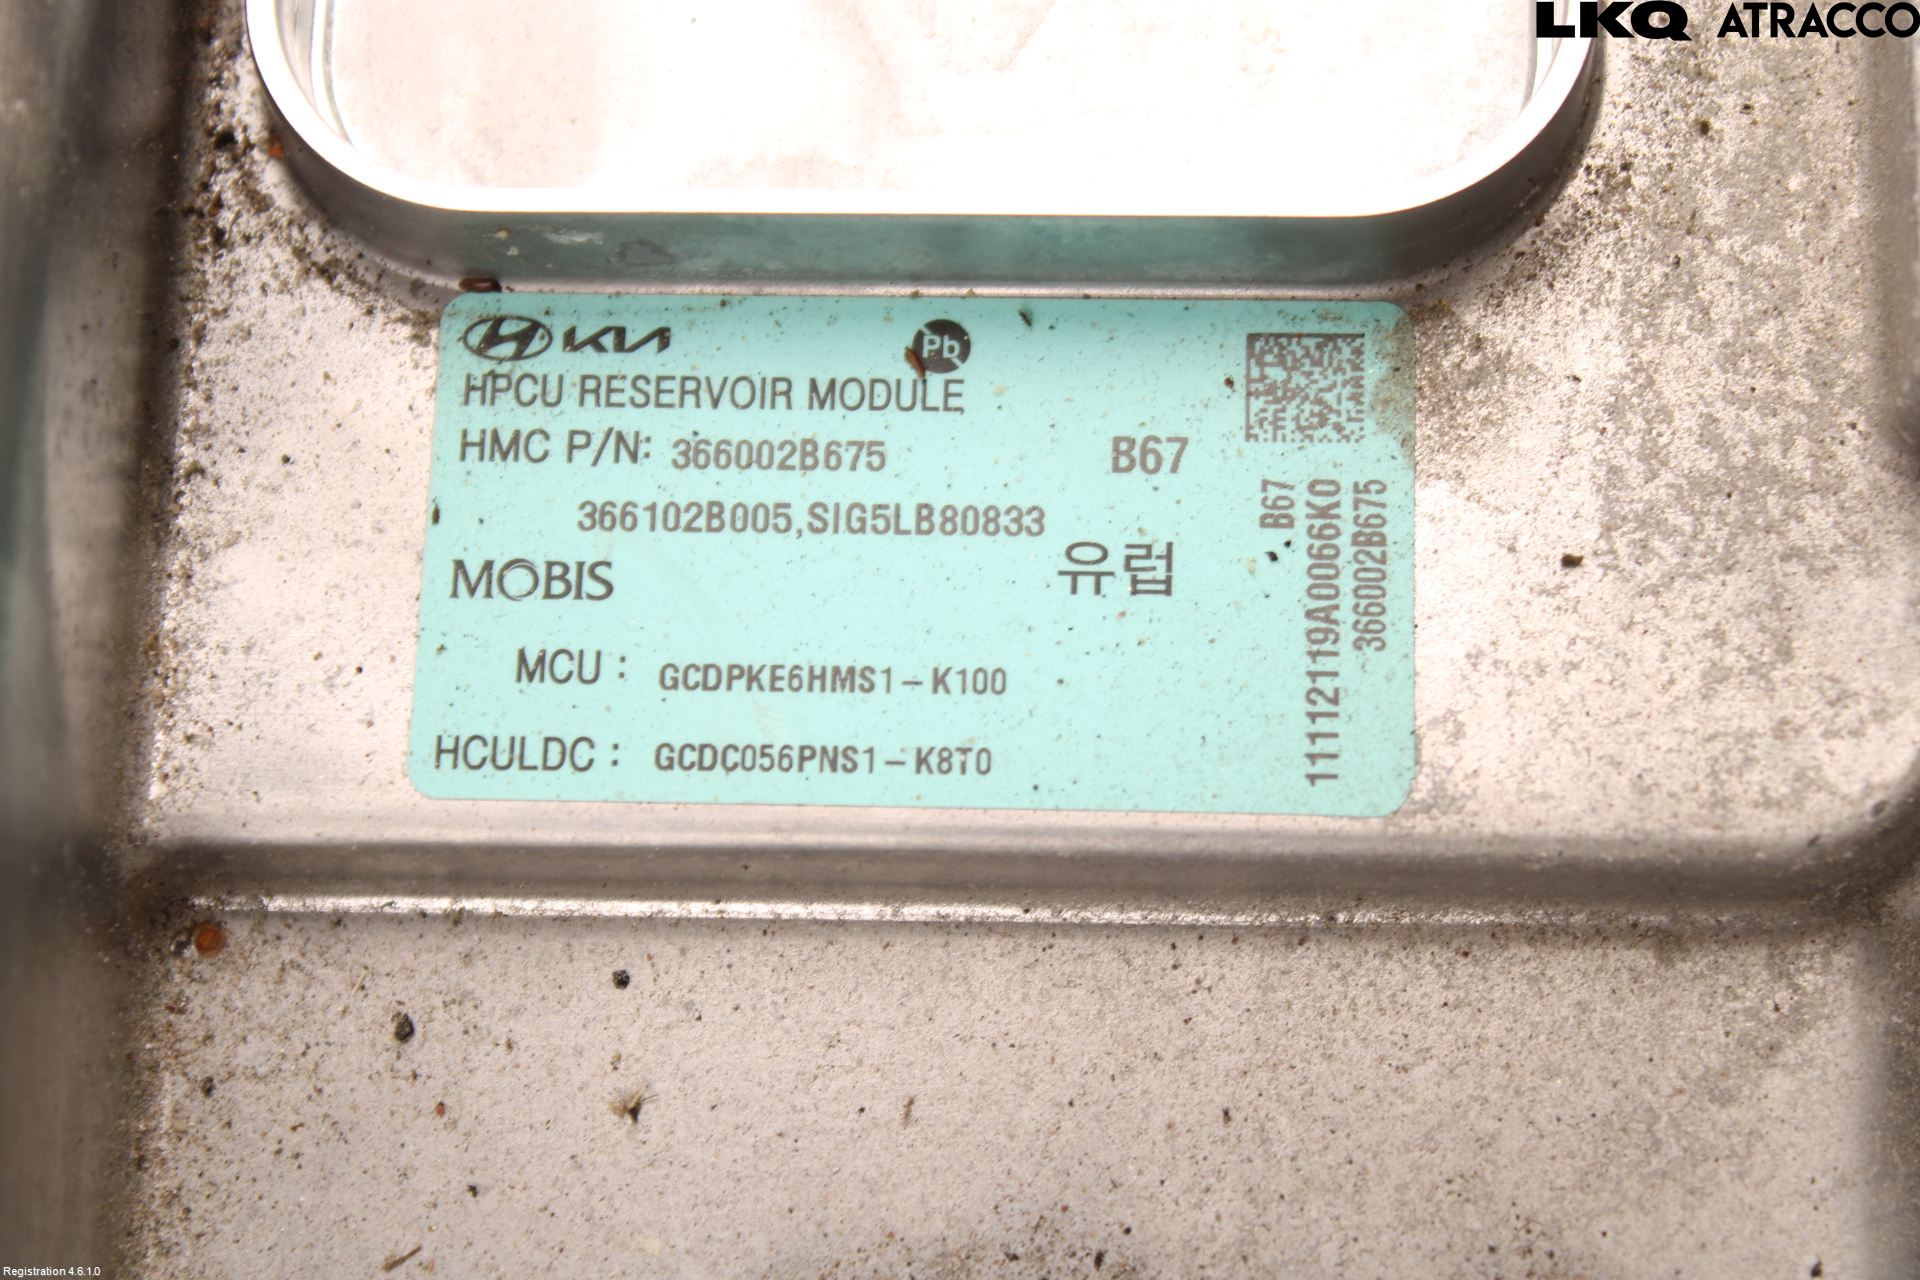 LKQ ATRACCO
KIA
Pb
HPCU RESERVOIR MODULE
HMC P/N: 366002B675 B67
366102B005,SIG5LB80833
MOBIS 유럽
MCU : GCDPKE6HMS1-K100
HCULDC : GCDC056PNS1-K8T0
B67
11112119A0066K0
366002B675
Registration 4.6.1.0